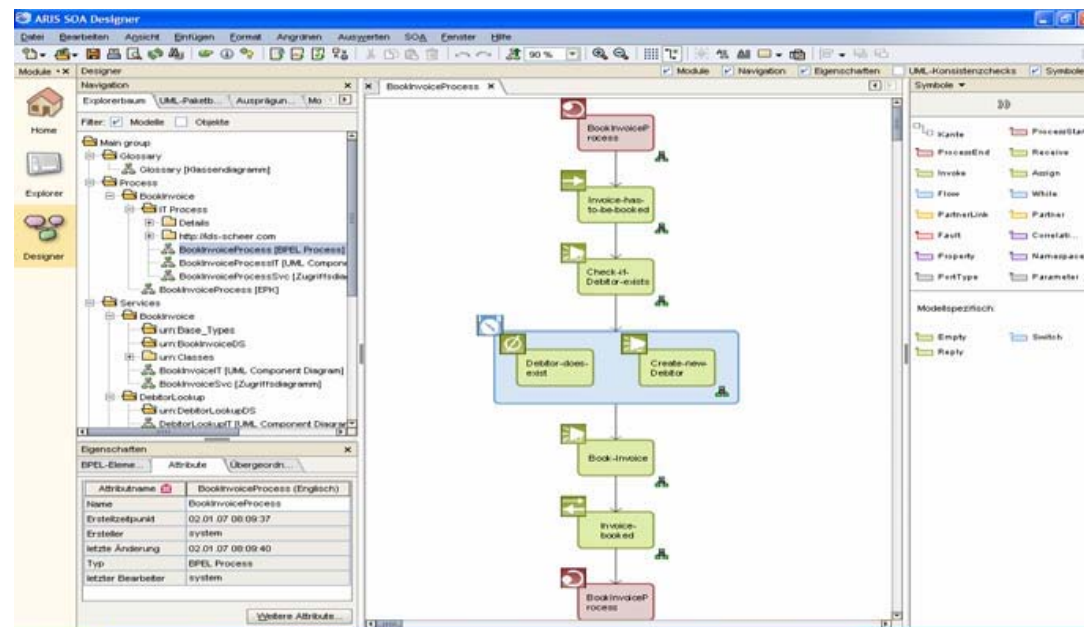 ARIS SOA Designer
Datei Bearbeiten Ansicht Einfügen Format Anordnen Auswerten SOA Fenster Hilfe
90 %
Module
Designer
Module Navigation Eigenschaften UML-Konsistenzchecks Symbole
Navigation
BookInvoiceProcess
Symbole
Explorerbaum UML-Paketb... Ausprägun... Mo
Filter: Modelle Objekte
Home
Explorer
Designer
Main group
Glossary
Glossary [Klassendiagramm]
Process
BookInvoice
IT Process
Details
http://ids-scheer.com
BookInvoiceProcess [BPEL Process]
BookInvoiceProcessIT [UML Component
BookInvoiceProcessSvc [Zugriffsdia
BookInvoiceProcess [EPK]
Services
BookInvoice
urn:Base_Types
urn:BookInvoiceDS
urn:Classes
BookInvoiceIT [UML Component Diagram]
BookInvoiceSvc [Zugriffsdiagramm]
DebitorLookup
urn:DebitorLookupDS
DebitorLookupIT [UML Component Diagram
Eigenschaften
BPEL-Eleme... Attribute Übergeordn...
Attributname BookInvoiceProcess (Englisch)
Name BookInvoiceProcess
Erstellzeitpunkt 02.01.07 08:09:37
Ersteller system
letzte Änderung 02.01.07 08:09:40
Typ BPEL Process
letzter Bearbeiter system
Weitere Attribute...
BookInvoiceP
rocess
Invoice-has-
to-be-booked
Check-if-
Debitor-exists
Debitor-does-
exist
Create-new-
Debitor
Book-Invoice
Invoice-
booked
BookInvoiceP
rocess
Kante ProcessStart
ProcessEnd Receive
Invoke Assign
Flow While
PartnerLink Partner
Fault Correlati...
Property Namespace
PortType Parameter
Modellspezifisch:
Empty Switch
Reply